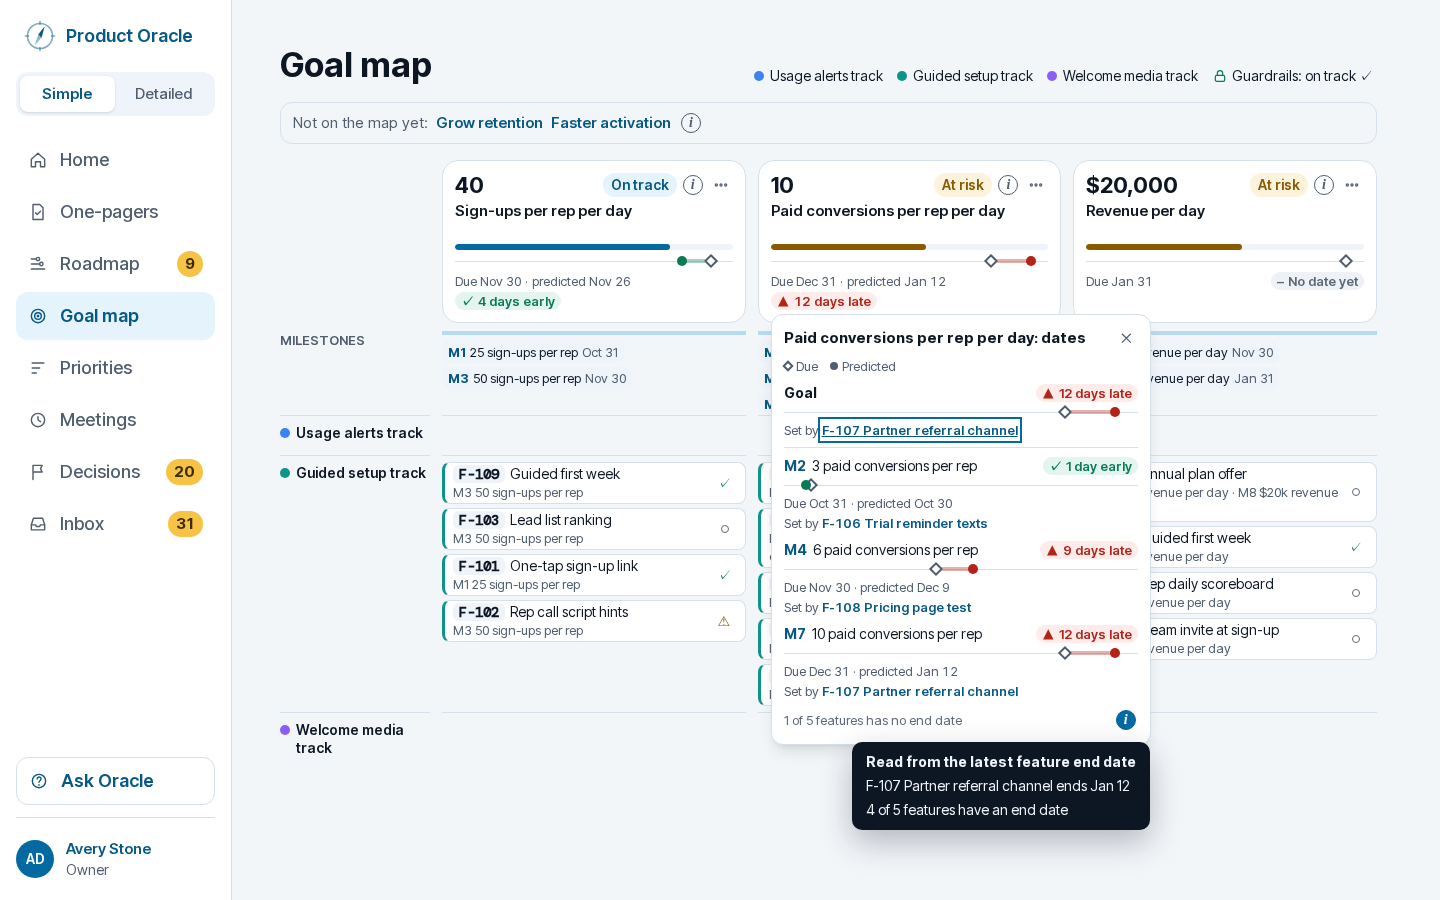 Product Oracle
Simple
Detailed
Home
One-pagers
Roadmap
9
Goal map
Priorities
Meetings
Decisions
20
Inbox
31
Ask Oracle
AD
Avery Stone
Owner
Goal map
Usage alerts track
Guided setup track
Welcome media track
Guardrails: on track ✓
Not on the map yet: Grow retention Faster activation i
40
On track
i
Sign-ups per rep per day
Due Nov 30 · predicted Nov 26
✓ 4 days early
10
At risk
i
Paid conversions per rep per day
Due Dec 31 · predicted Jan 12
▲ 12 days late
$20,000
At risk
i
Revenue per day
Due Jan 31
– No date yet
MILESTONES
M1 25 sign-ups per rep Oct 31
M3 50 sign-ups per rep Nov 30
per day Nov 30
per day Jan 31
Usage alerts track
Guided setup track
F-109 Guided first week
M3 50 sign-ups per rep
✓
F-103 Lead list ranking
M3 50 sign-ups per rep
F-101 One-tap sign-up link
M1 25 sign-ups per rep
✓
F-102 Rep call script hints
M3 50 sign-ups per rep
⚠
plan offer
per day · M8 $20k revenue
first week
per day
✓
daily scoreboard
per day
invite at sign-up
per day
Welcome media
track
Paid conversions per rep per day: dates
Due
Predicted
Goal
▲ 12 days late
Set by F-107 Partner referral channel
M2 3 paid conversions per rep
✓ 1 day early
Due Oct 31 · predicted Oct 30
Set by F-106 Trial reminder texts
M4 6 paid conversions per rep
▲ 9 days late
Due Nov 30 · predicted Dec 9
Set by F-108 Pricing page test
M7 10 paid conversions per rep
▲ 12 days late
Due Dec 31 · predicted Jan 12
Set by F-107 Partner referral channel
1 of 5 features has no end date
i
Read from the latest feature end date
F-107 Partner referral channel ends Jan 12
4 of 5 features have an end date